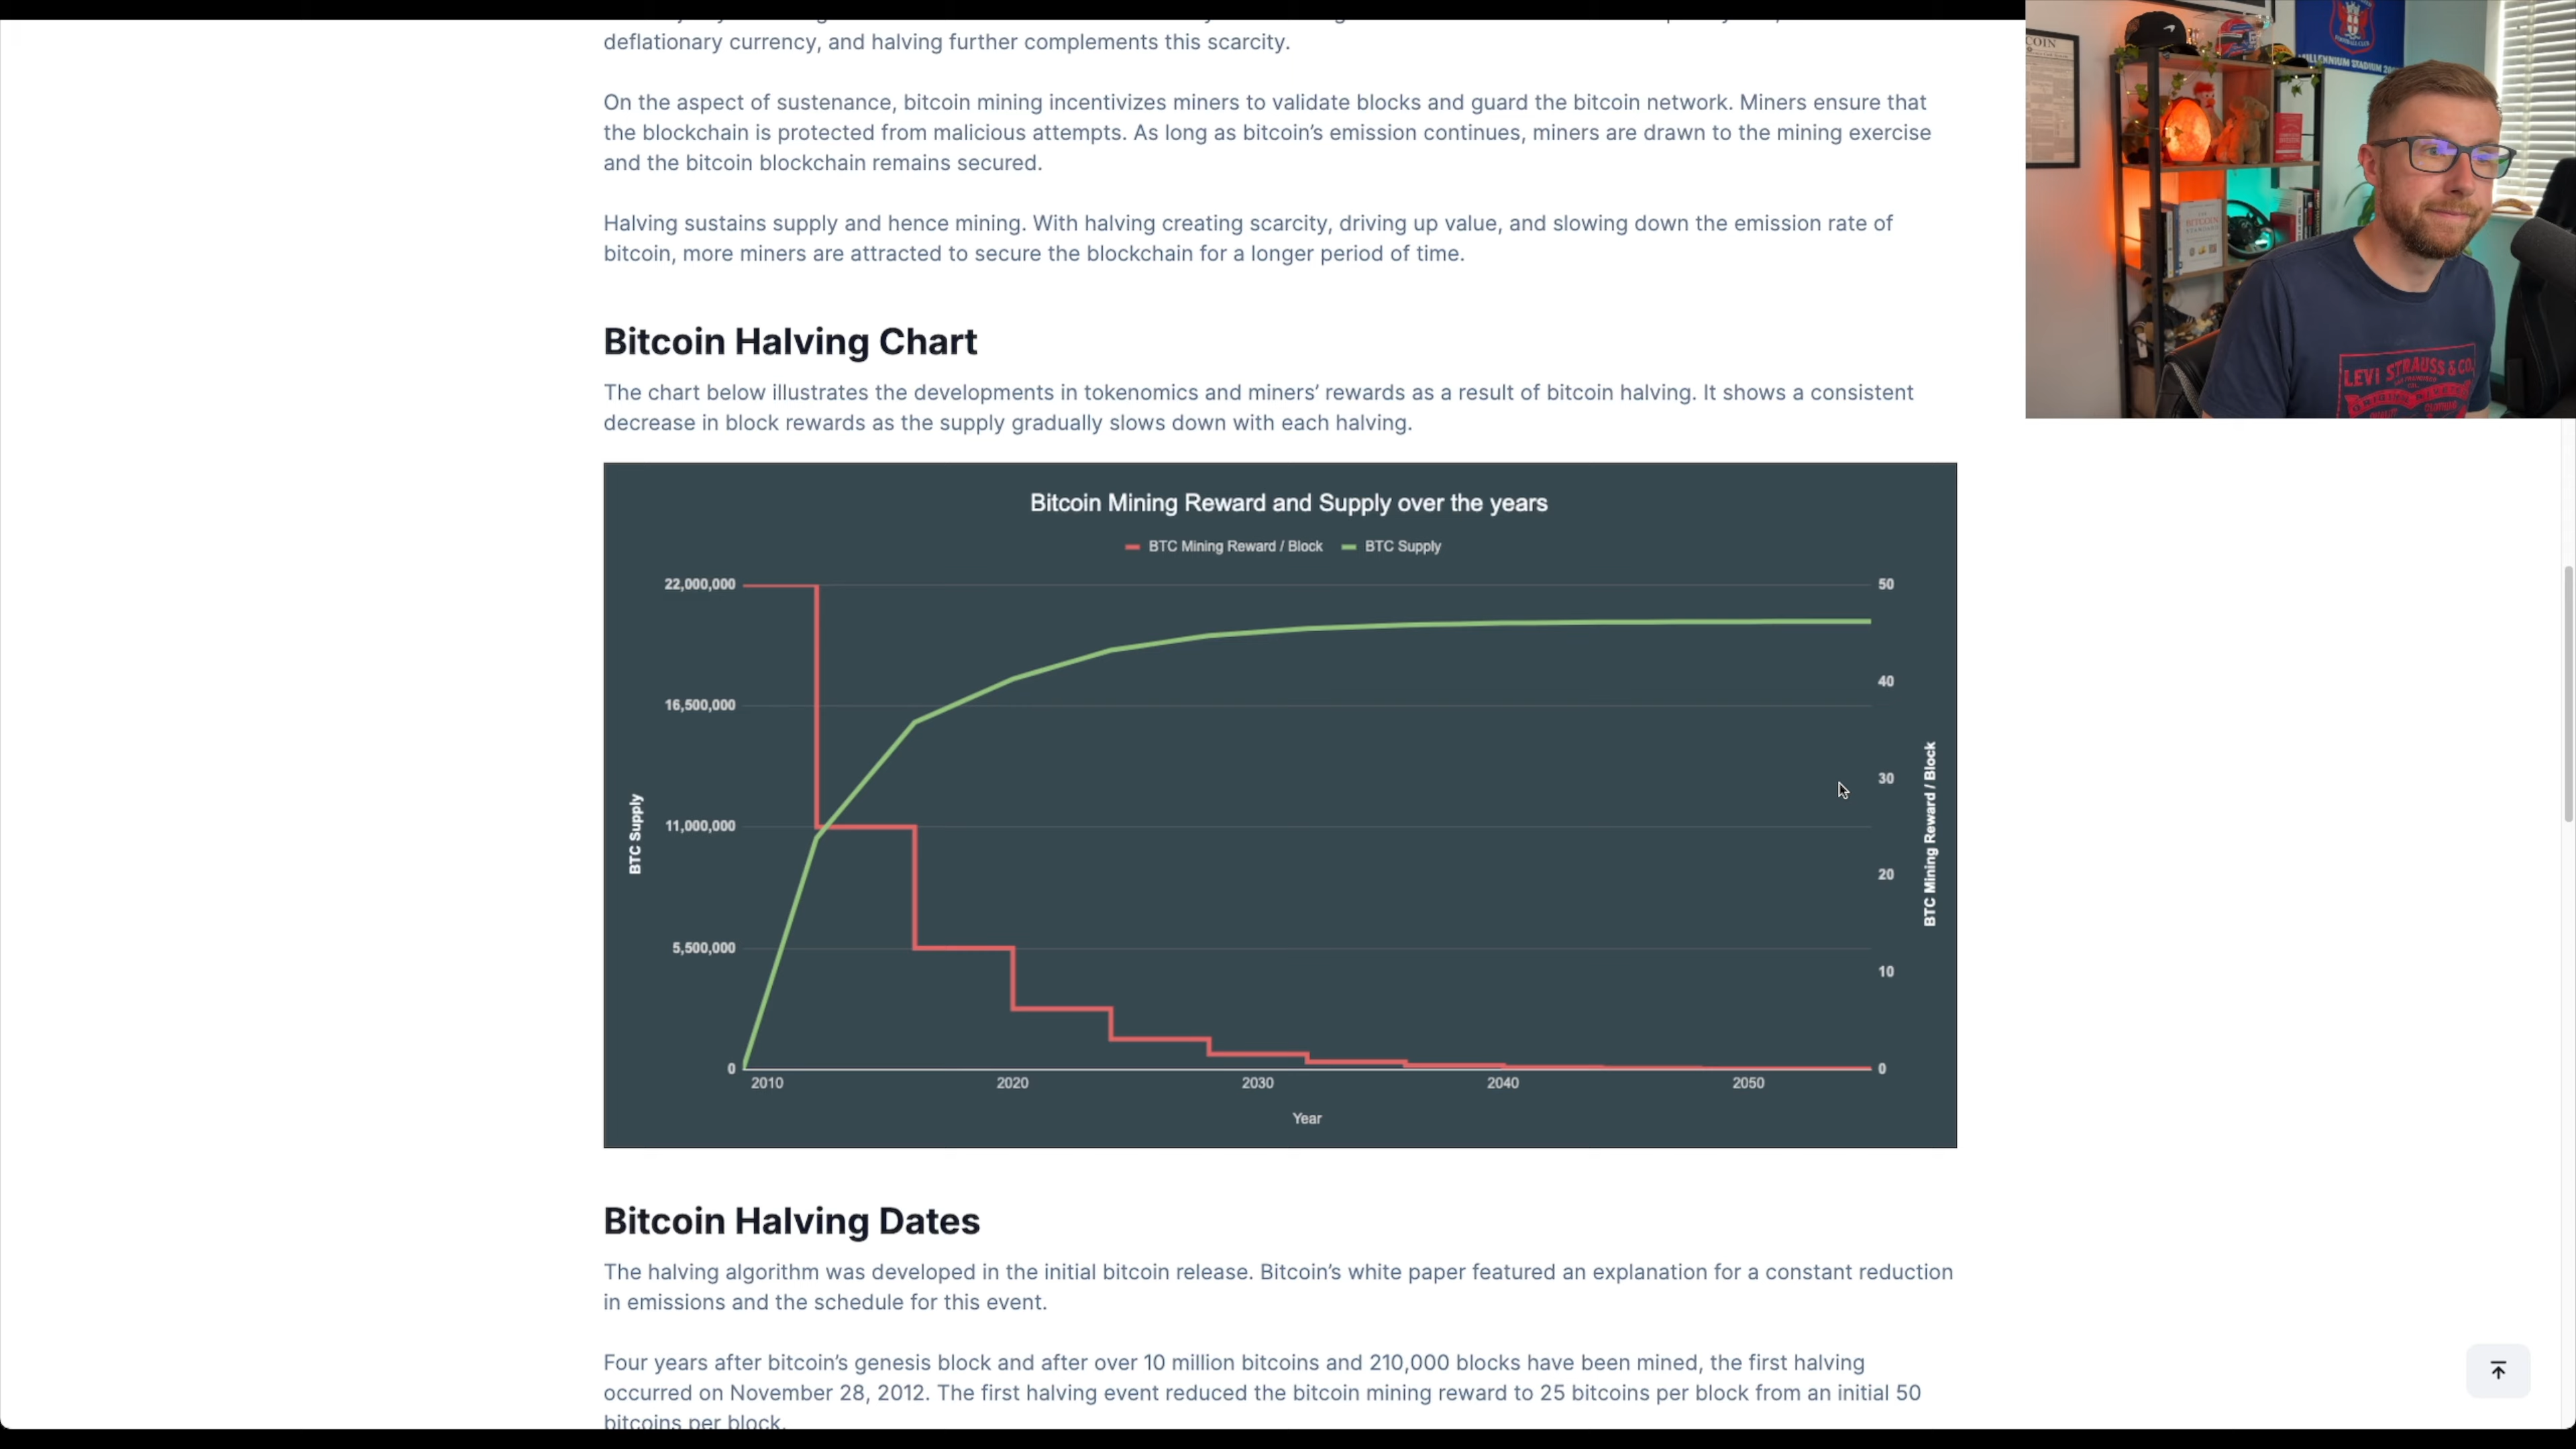 deflationary currency, and halving further complements this scarcity.
On the aspect of sustenance, bitcoin mining incentivizes miners to validate blocks and guard the bitcoin network. Miners ensure that
the blockchain is protected from malicious attempts. As long as bitcoin’s emission continues, miners are drawn to the mining exercise
and the bitcoin blockchain remains secured.
Halving sustains supply and hence mining. With halving creating scarcity, driving up value, and slowing down the emission rate of
bitcoin, more miners are attracted to secure the blockchain for a longer period of time.
Bitcoin Halving Chart
The chart below illustrates the developments in tokenomics and miners’ rewards as a result of bitcoin halving. It shows a consistent
decrease in block rewards as the supply gradually slows down with each halving.
Bitcoin Mining Reward and Supply over the years
BTC Mining Reward / Block
BTC Supply
22,000,000
16,500,000
11,000,000
5,500,000
0
BTC Supply
50
40
30
20
10
0
BTC Mining Reward / Block
2010
2020
2030
2040
2050
Year
Bitcoin Halving Dates
The halving algorithm was developed in the initial bitcoin release. Bitcoin’s white paper featured an explanation for a constant reduction
in emissions and the schedule for this event.
Four years after bitcoin’s genesis block and after over 10 million bitcoins and 210,000 blocks have been mined, the first halving
occurred on November 28, 2012. The first halving event reduced the bitcoin mining reward to 25 bitcoins per block from an initial 50
bitcoins per block.
COIN
MILLENNIUM STADIUM
LEVI STRAUSS & CO.